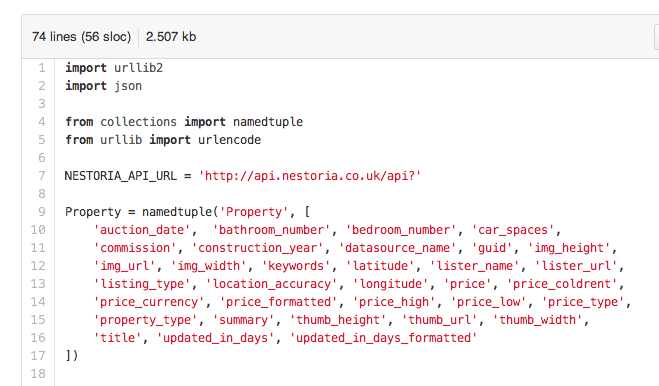 74 lines (56 sloc) 2.507 kb
1 import urllib2
2 import json
3
4 from collections import namedtuple
5 from urllib import urlencode
6
7 NESTORIA_API_URL = 'http://api.nestoria.co.uk/api?'
8
9 Property = namedtuple('Property', [
10     'auction_date',  'bathroom_number', 'bedroom_number', 'car_spaces',
11     'commission', 'construction_year', 'datasource_name', 'guid', 'img_height',
12     'img_url', 'img_width', 'keywords', 'latitude', 'lister_name', 'lister_url',
13     'listing_type', 'location_accuracy', 'longitude', 'price', 'price_coldrent',
14     'price_currency', 'price_formatted', 'price_high', 'price_low', 'price_type',
15     'property_type', 'summary', 'thumb_height', 'thumb_url', 'thumb_width',
16     'title', 'updated_in_days', 'updated_in_days_formatted'
17 ])
18